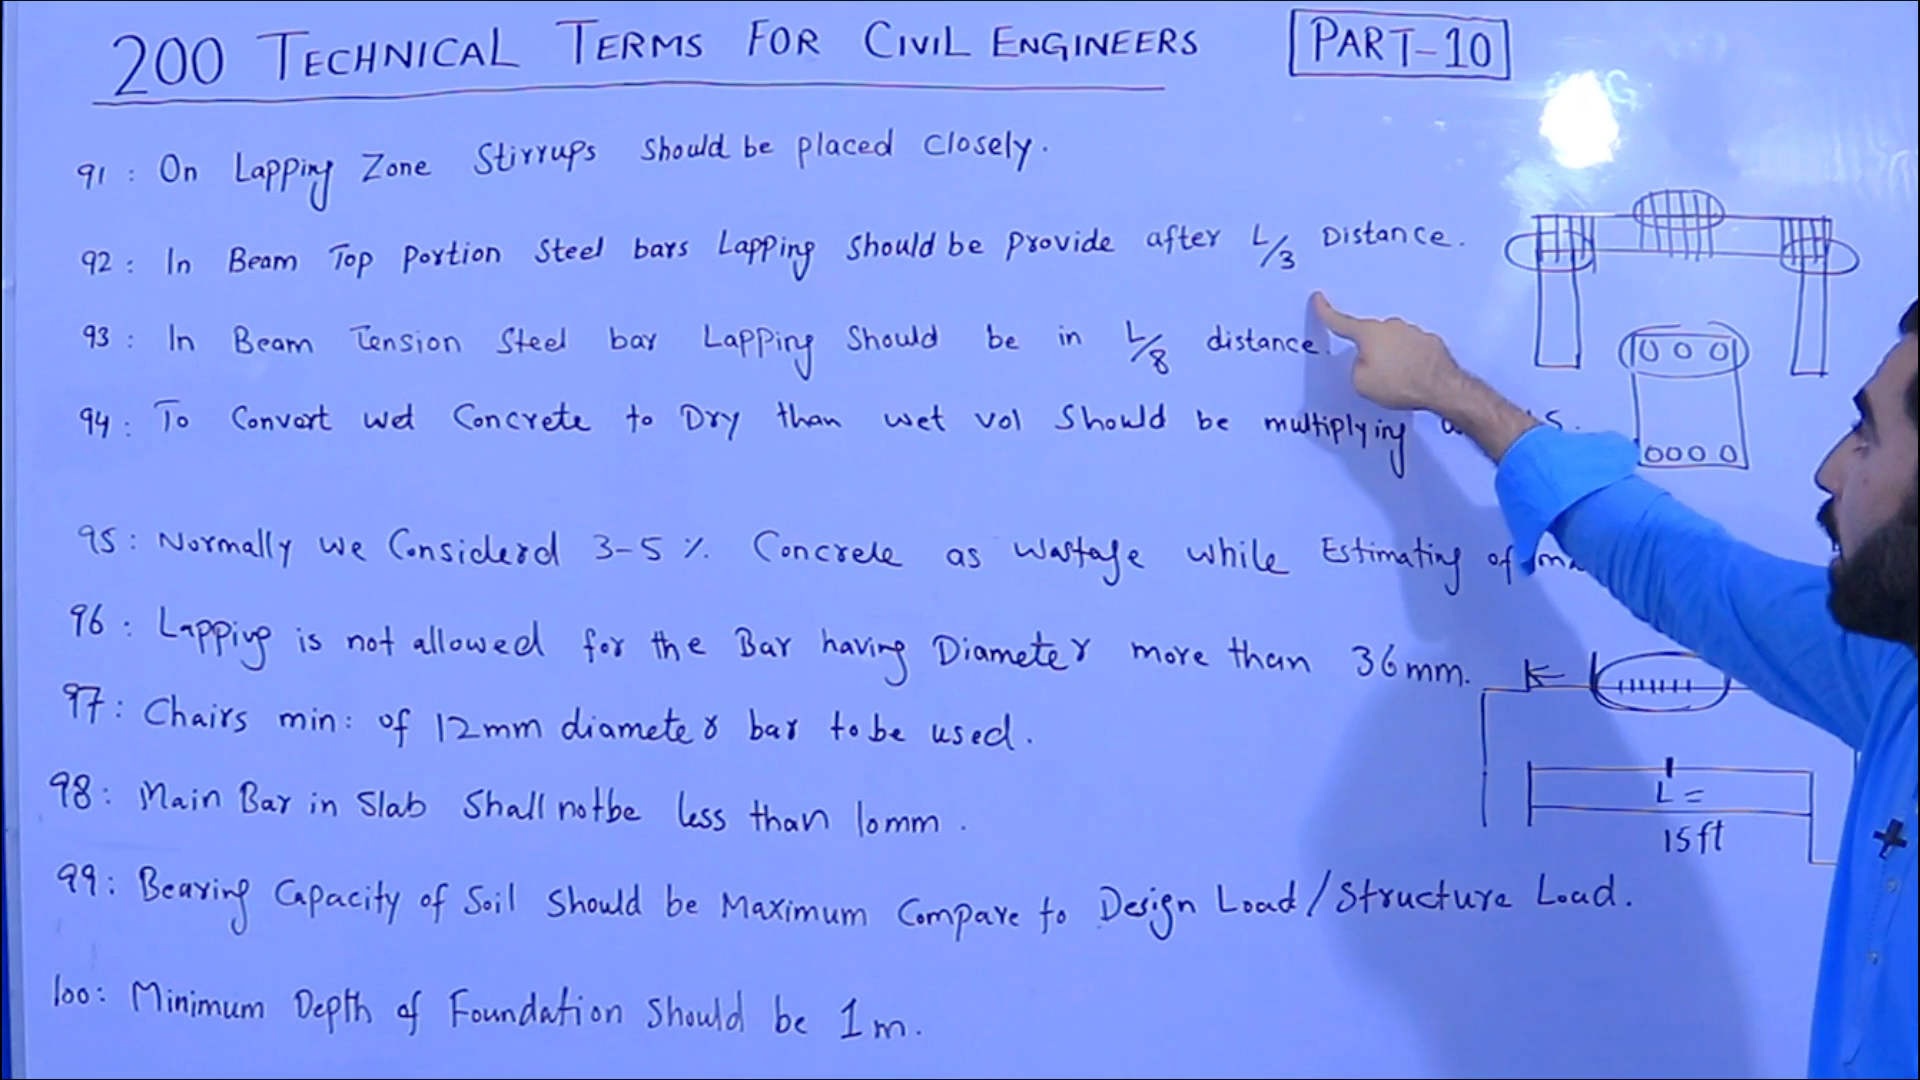 200 TECHNICAL TERMS FOR CIVIL ENGINEERS
PART-10
91: On Lapping Zone Stirrups Should be placed Closely.
92: In Beam Top Portion Steel bars Lapping Should be Provide after L/3 Distance.
93: In Beam Tension Steel bar Lapping Should be in L/8 distance.
94: To Convert wet Concrete to Dry than wet vol Should be multiplying
95: Normally We Considerd 3-5% Concrete as Wastage while Estimating of
96: Lapping is not allowed for the Bar having Diameter more than 36mm.
97: Chairs min: of 12mm diameter bar to be used.
98: Main Bar in Slab Shall not be less than 10mm.
L =
15ft
99: Bearing Capacity of Soil Should be Maximum Compare to Design Load/Structure Load.
100: Minimum Depth of Foundation Should be 1m.